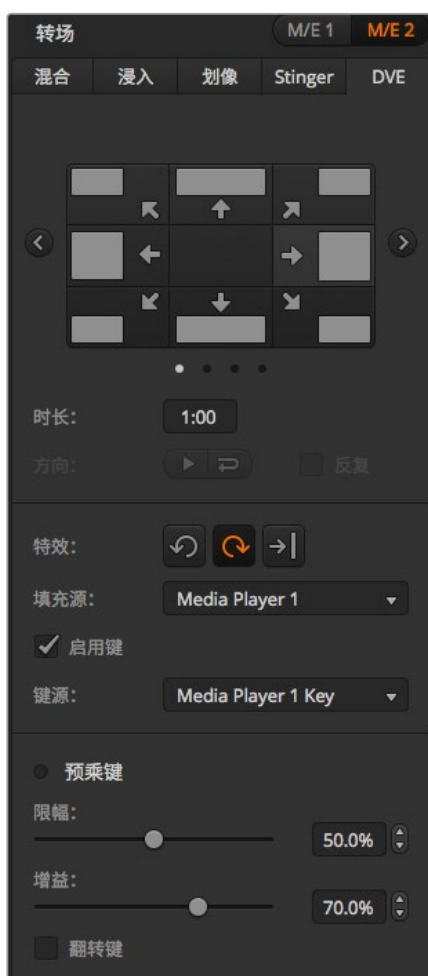 转场 M/E 1 M/E 2
混合 浸入 划像 Stinger DVE
时长: 1:00
方向: 反复
特效:
填充源: Media Player 1
启用键
键源: Media Player 1 Key
预乘键
限幅:
50.0%
增益:
70.0%
翻转键